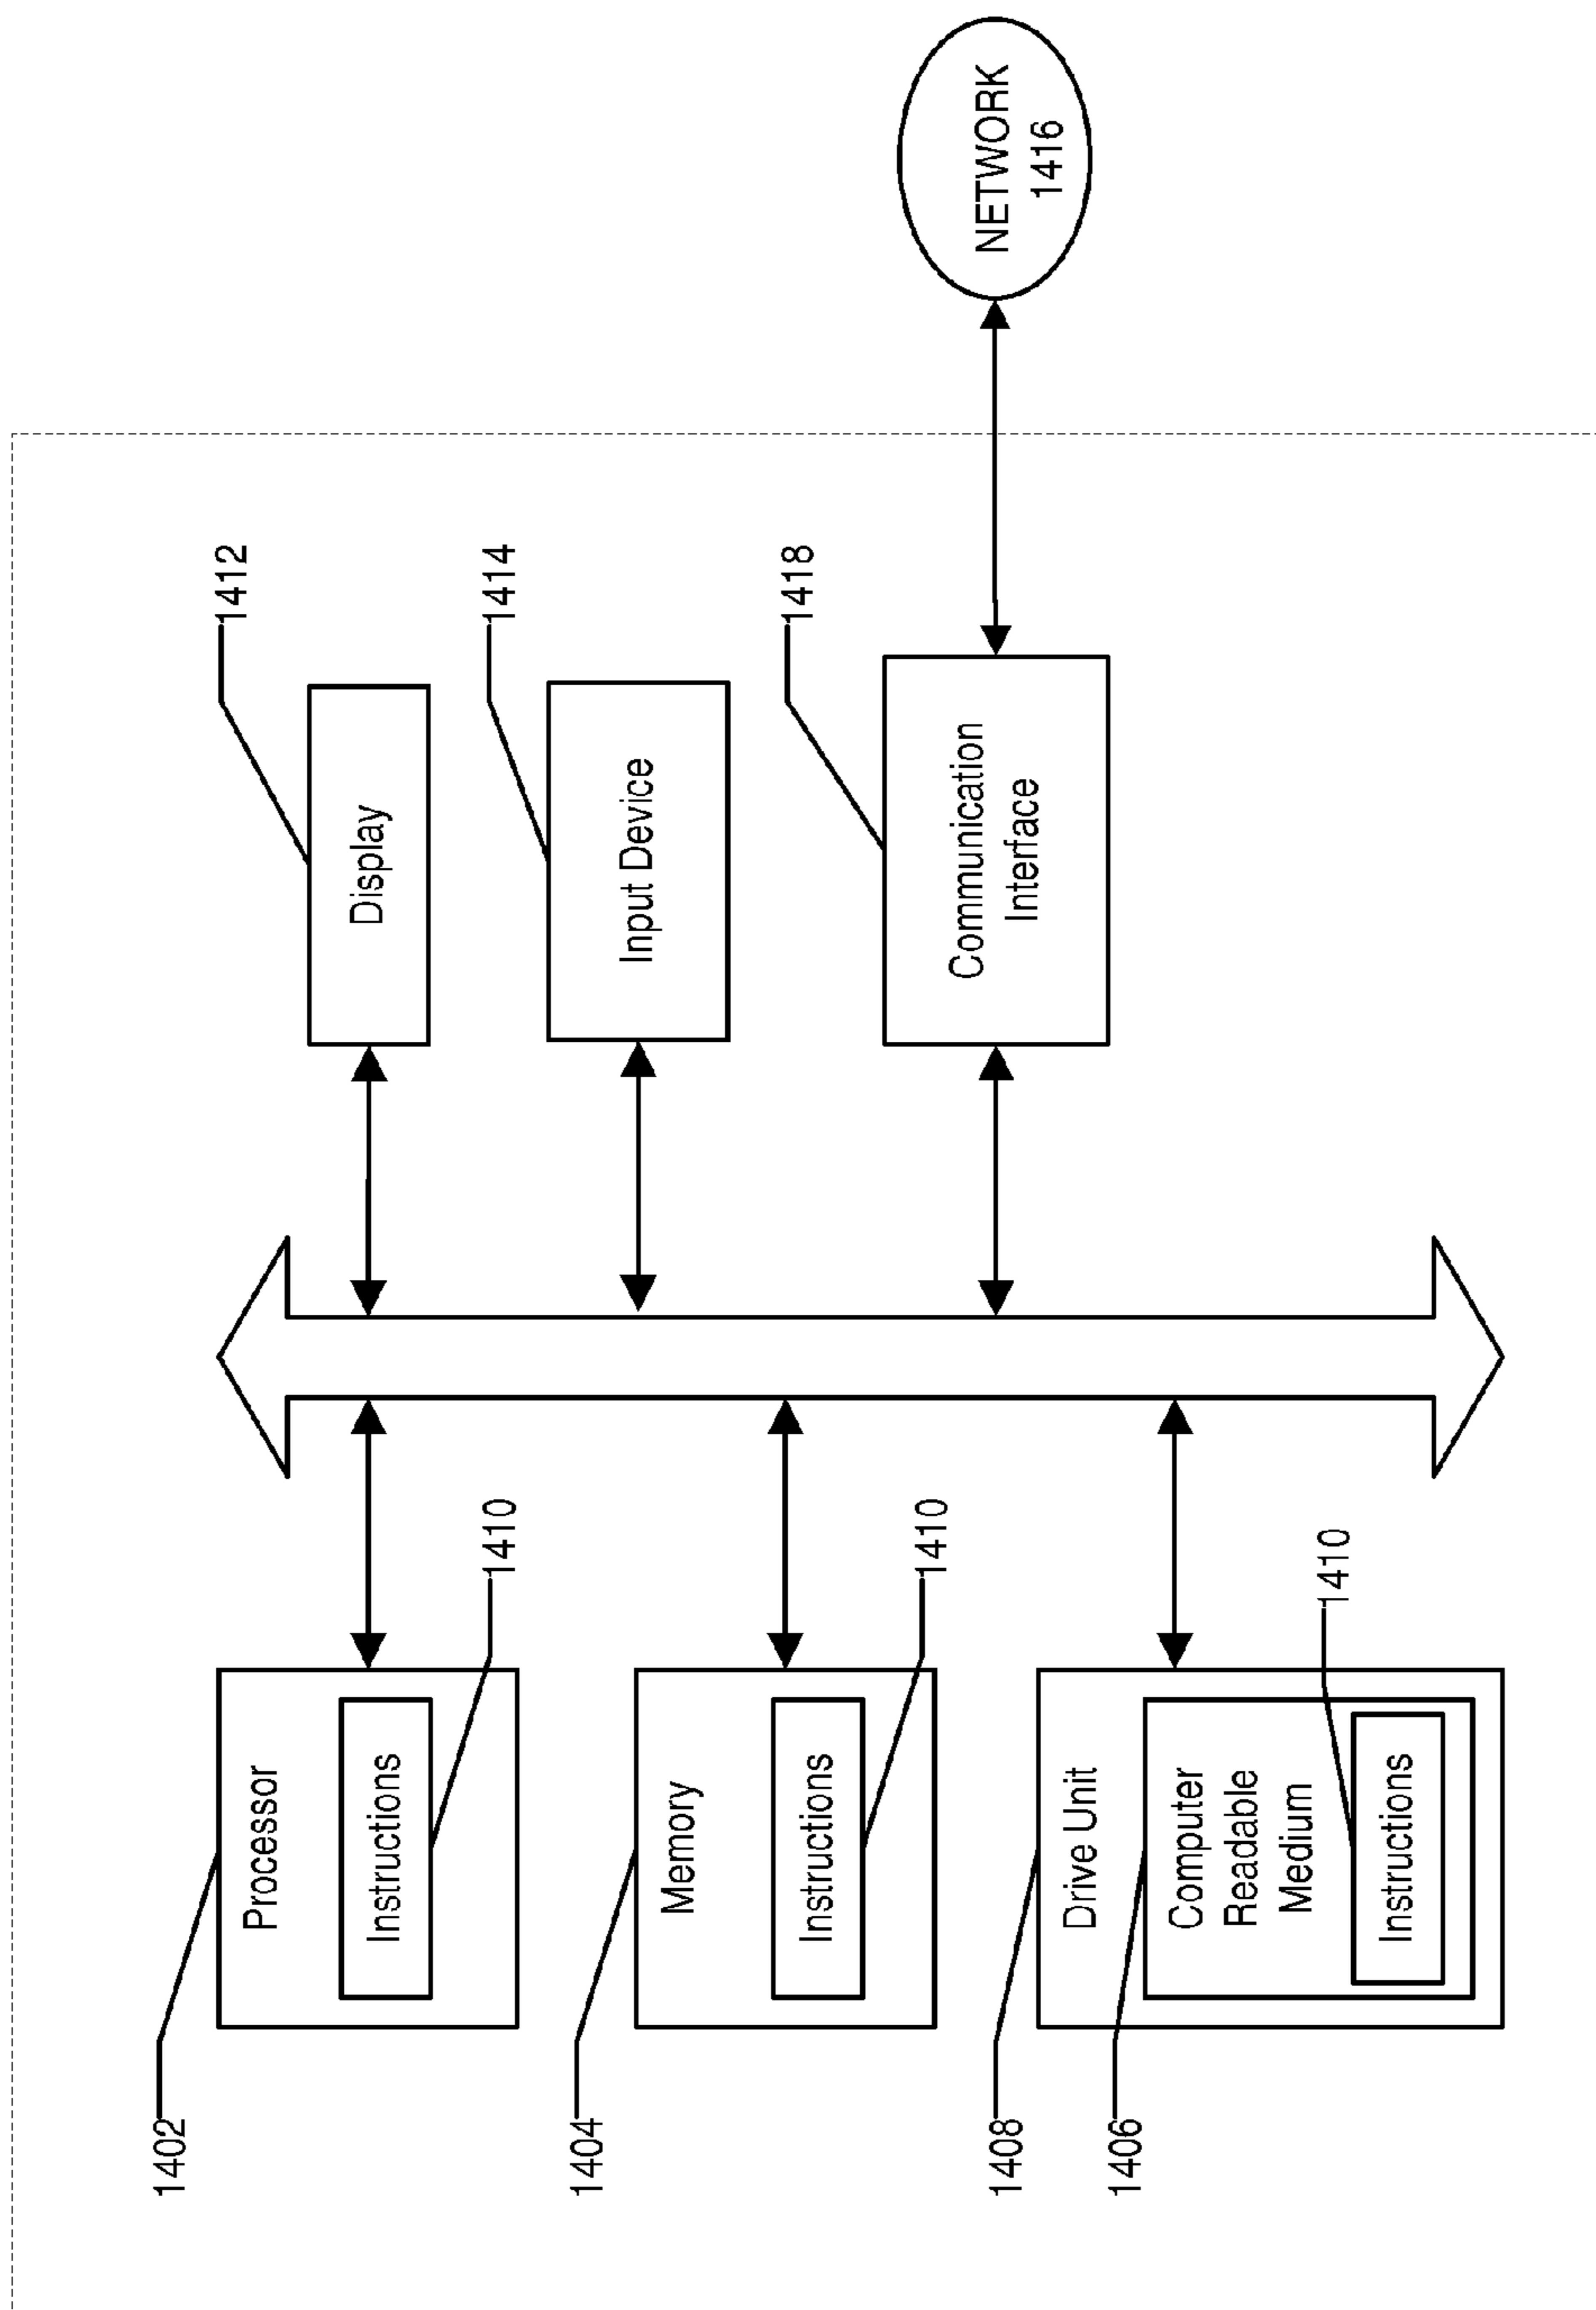 1402
Processor
Instructions
1410
1404
Memory
Instructions
1410
1408
Drive Unit
1406
Computer
Readable
Medium
Instructions
1410
1412
Display
1414
Input Device
1418
Communication
Interface
NETWORK
1416